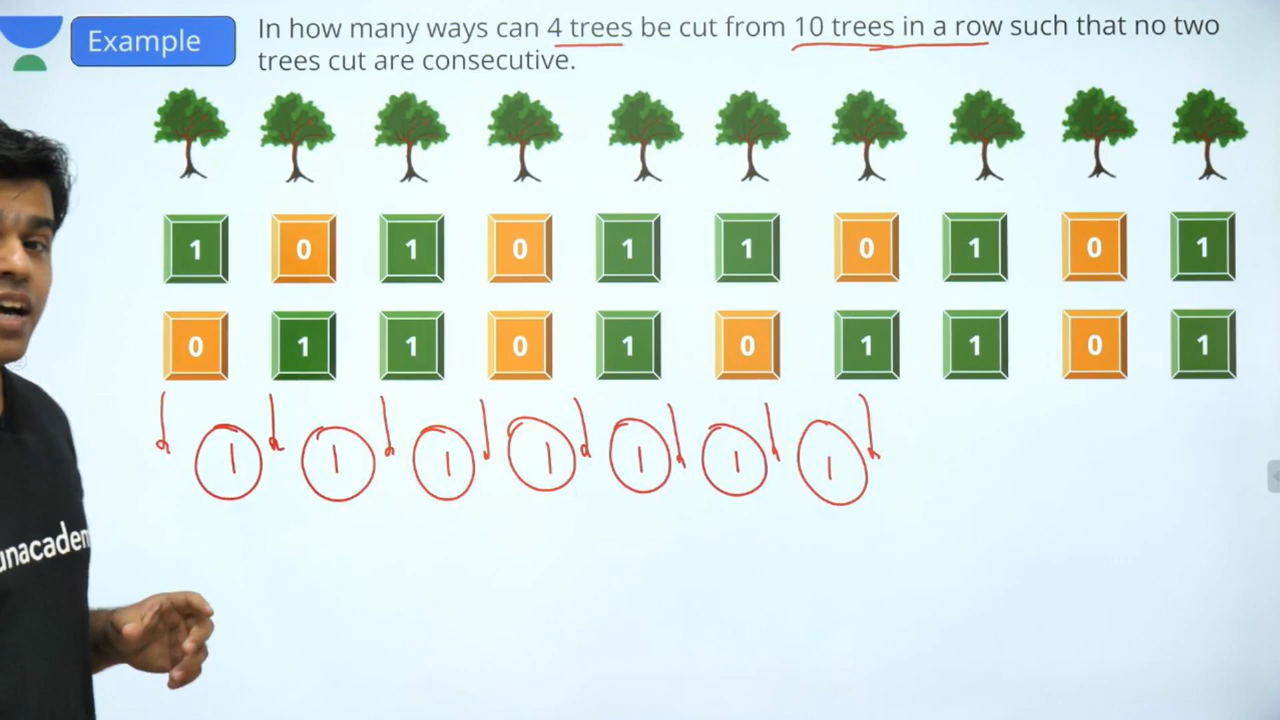 Example
In how many ways can 4 trees be cut from 10 trees in a row such that no two
trees cut are consecutive.
1 0 1 0 1 1 0 1 0 1
0 1 1 0 1 0 1 1 0 1
1 1 1 1 1 1 1
unacadem